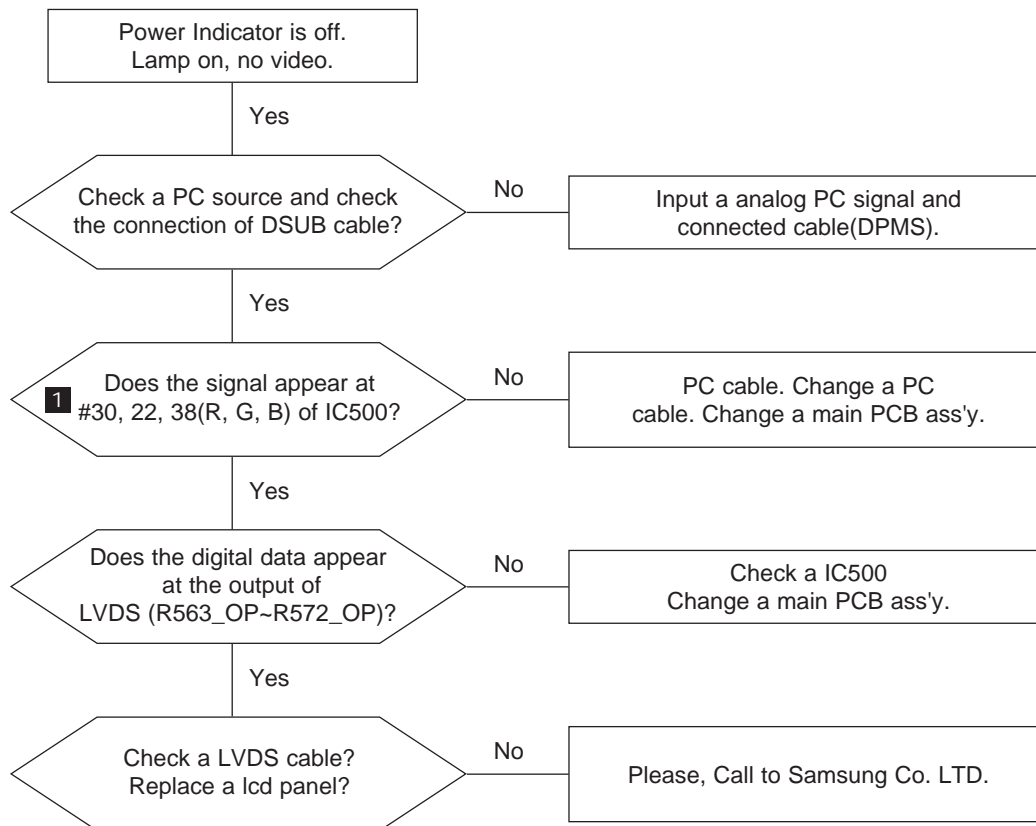 Power Indicator is off.
Lamp on, no video.
Yes
Check a PC source and check
the connection of DSUB cable?
No
Input a analog PC signal and
connected cable(DPMS).
Yes
1
Does the signal appear at
#30, 22, 38(R, G, B) of IC500?
No
PC cable. Change a PC
cable. Change a main PCB ass'y.
Yes
Does the digital data appear
at the output of
LVDS (R563_OP~R572_OP)?
No
Check a IC500
Change a main PCB ass'y.
Yes
Check a LVDS cable?
Replace a lcd panel?
No
Please, Call to Samsung Co. LTD.